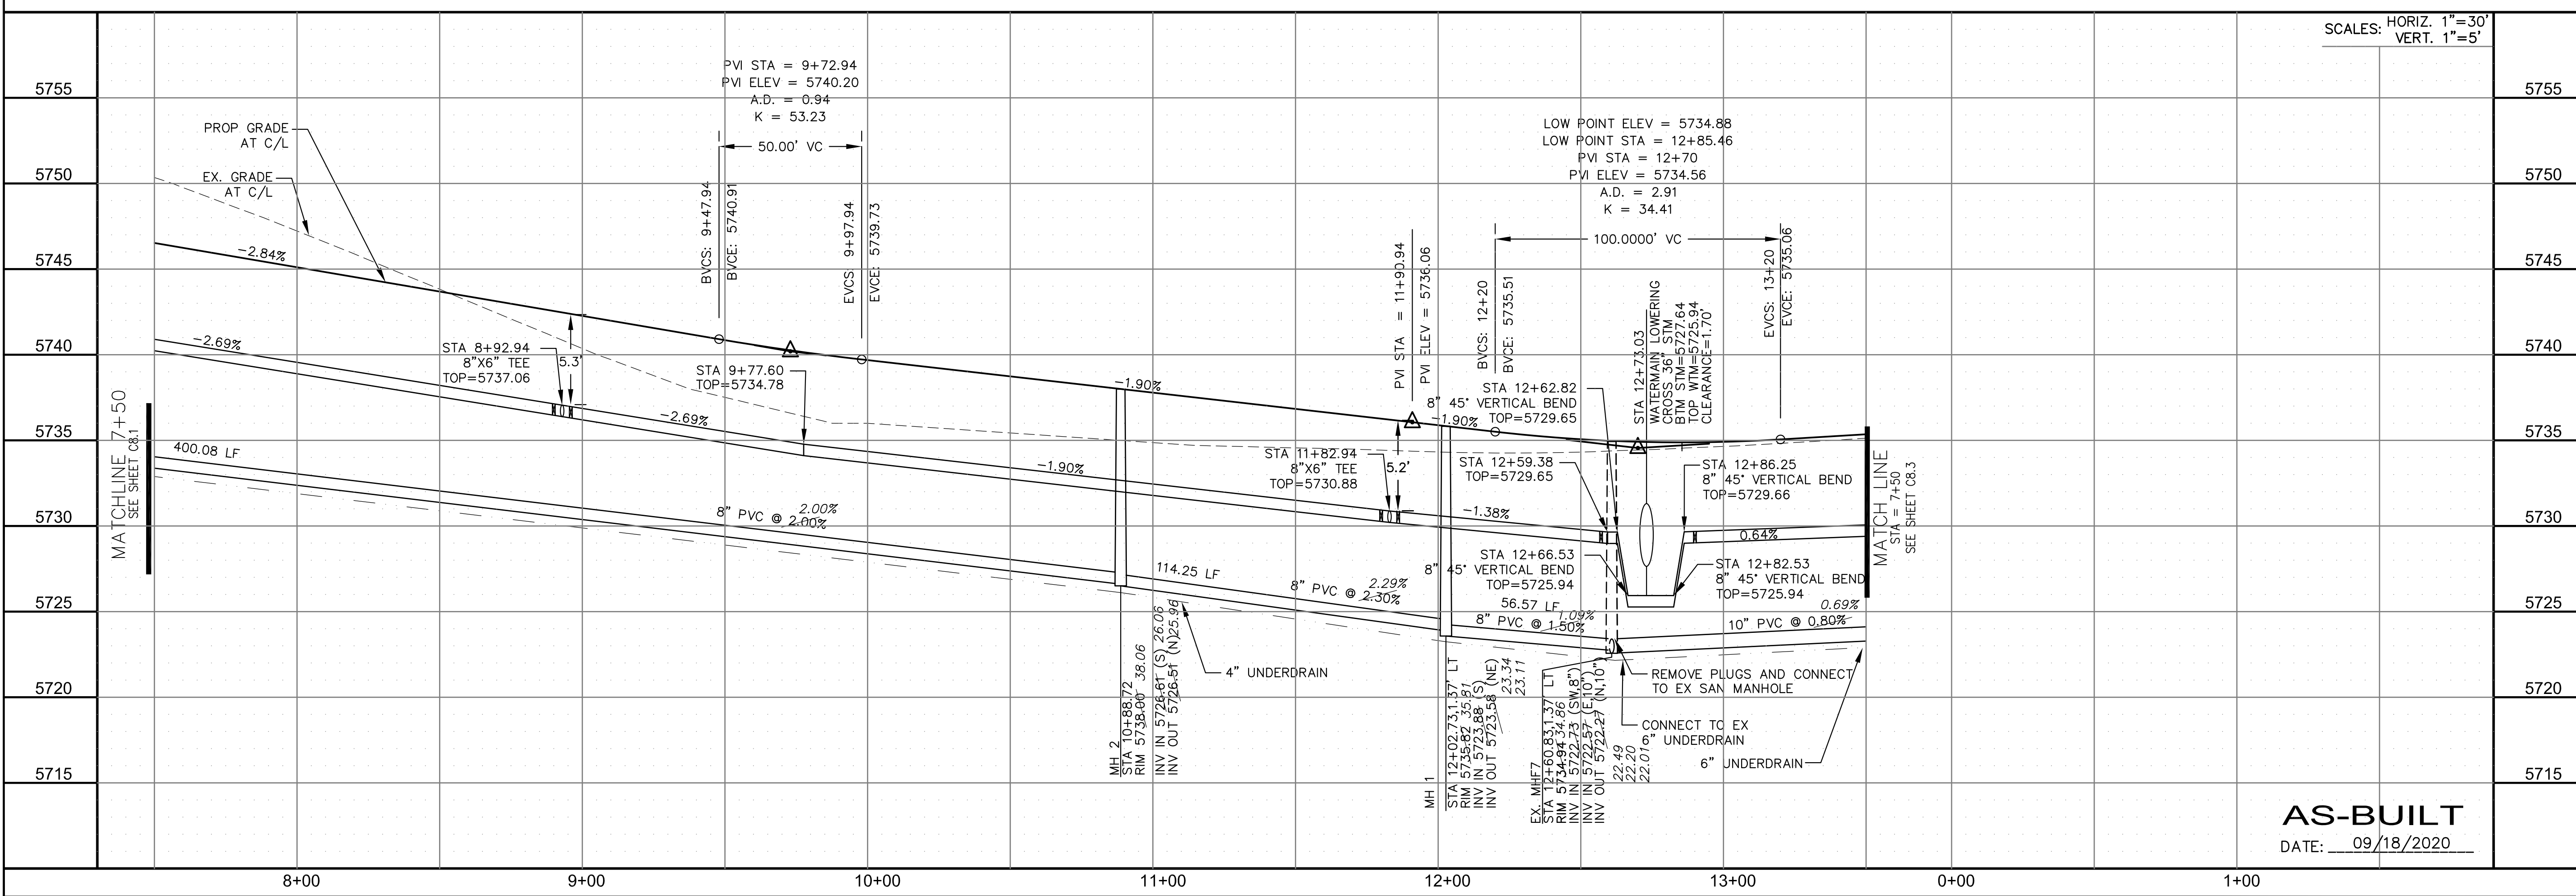 SCALES: HORIZ. 1"=30'
VERT. 1"=5'
PVI STA = 9+72.94
PVI ELEV = 5740.20
A.D. = 0.94
K = 53.23
50.00' VC
BVCS: 9+47.94
BVCE: 5740.91
EVCS 9+97.94
EVCE: 5739.73
LOW POINT ELEV = 5734.88
LOW POINT STA = 12+85.46
PVI STA = 12+70
PVI ELEV = 5734.56
A.D. = 2.91
K = 34.41
100.0000' VC
BVCS: 12+20
BVCE: 5735.51
EVCS: 13+20
EVCE: 5735.06
PVI STA = 11+90.94
PVI ELEV = 5736.06
PROP GRADE
AT C/L
EX. GRADE
AT C/L
-2.84%
-2.69%
STA 8+92.94
8"X6" TEE
TOP=5737.06
5.3'
STA 9+77.60
TOP=5734.78
-2.69%
-1.90%
-1.90%
-1.90%
STA 12+62.82
8" 45° VERTICAL BEND
TOP=5729.65
STA 12+73.03
WATERMAIN LOWERING
CROSS 36" STM
BTM STM=5727.64
TOP WTM=5725.94
CLEARANCE=1.70'
STA 11+82.94
8"X6" TEE
TOP=5730.88
5.2'
STA 12+59.38
TOP=5729.65
STA 12+86.25
8" 45° VERTICAL BEND
TOP=5729.66
-1.38%
0.64%
STA 12+66.53
8" 45° VERTICAL BEND
TOP=5725.94
STA 12+82.53
8" 45° VERTICAL BEND
TOP=5725.94
MATCHLINE 7+50
SEE SHEET C8.1
400.08 LF
2.00%
8" PVC @ 2.00%
114.25 LF
2.29%
8" PVC @ 2.30%
56.57 LF
1.09%
8" PVC @ 1.50%
0.69%
10" PVC @ 0.80%
4" UNDERDRAIN
REMOVE PLUGS AND CONNECT
TO EX SAN MANHOLE
CONNECT TO EX
6" UNDERDRAIN
6" UNDERDRAIN
MH 2
STA 10+88.72
RIM 5738.00 38.06
INV IN 5726.61 (S) 26.06
INV OUT 5726.51 (N) 25.96
MH 1
STA 12+02.73,1.37' LT
RIM 5735.82 35.81
INV IN 5723.88 (S)
INV OUT 5723.58 (NE)
23.34
23.11
EX. MHF7
STA 12+60.83,1.37' LT
RIM 5734.94 34.86
INV IN 5722.73 (SW,8")
INV IN 5722.57 (E,10")
INV OUT 5722.27 (N,10")
22.49
22.20
22.01
MATCH LINE
STA = 7+50
SEE SHEET C8.3
5755
5750
5745
5740
5735
5730
5725
5720
5715
5755
5750
5745
5740
5735
5730
5725
5720
5715
AS-BUILT
DATE: 09/18/2020
8+00
9+00
10+00
11+00
12+00
13+00
0+00
1+00